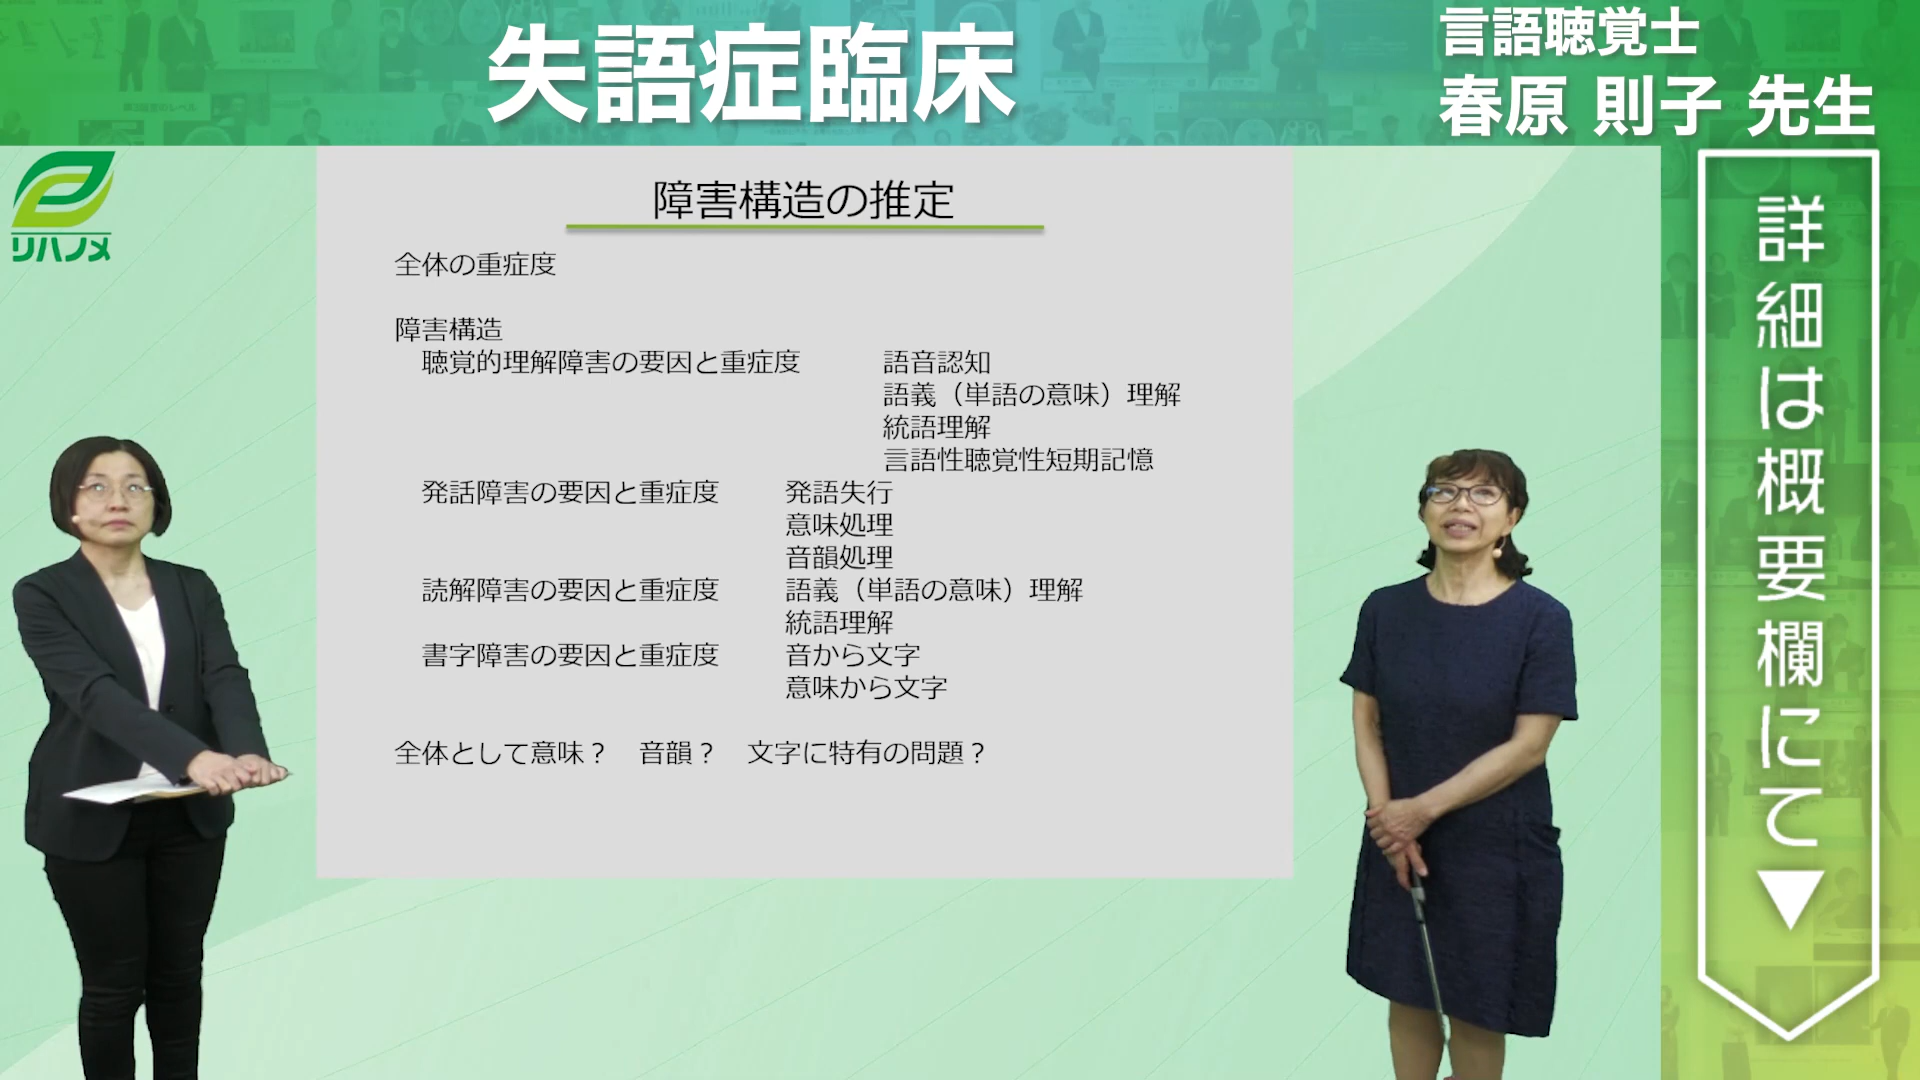 失語症臨床
言語聴覚士
春原 則子 先生
リハノメ
障害構造の推定
全体の重症度
障害構造
聴覚的理解障害の要因と重症度 語音認知
語義（単語の意味）理解
統語理解
言語性聴覚性短期記憶
発話障害の要因と重症度 発語失行
意味処理
音韻処理
読解障害の要因と重症度 語義（単語の意味）理解
統語理解
書字障害の要因と重症度 音から文字
意味から文字
全体として意味？ 音韻？ 文字に特有の問題？
詳細は概要欄にて▼